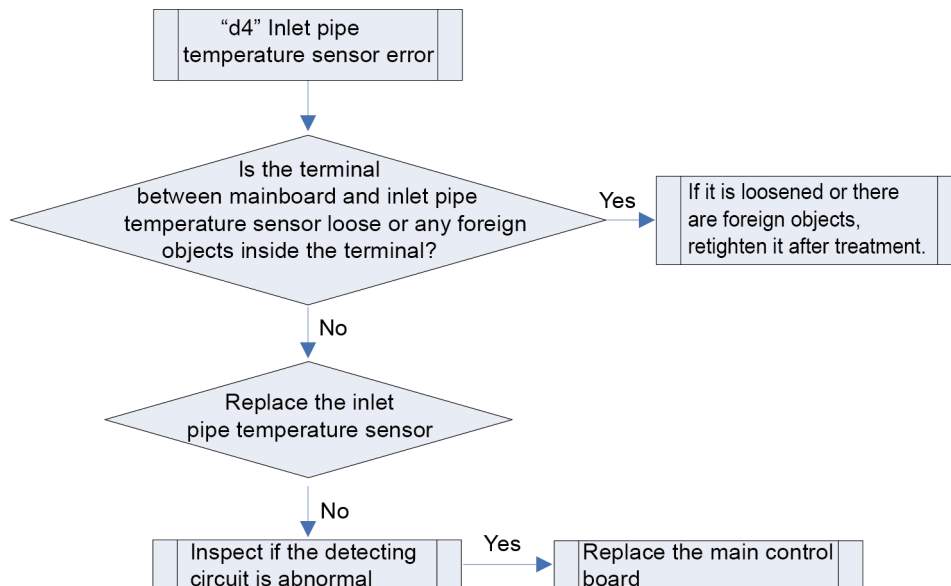 “d4” Inlet pipe
temperature sensor error
Is the terminal
between mainboard and inlet pipe
temperature sensor loose or any foreign
objects inside the terminal?
Yes
If it is loosened or there
are foreign objects,
retighten it after treatment.
No
Replace the inlet
pipe temperature sensor
No
Inspect if the detecting
circuit is abnormal
Yes
Replace the main control
board